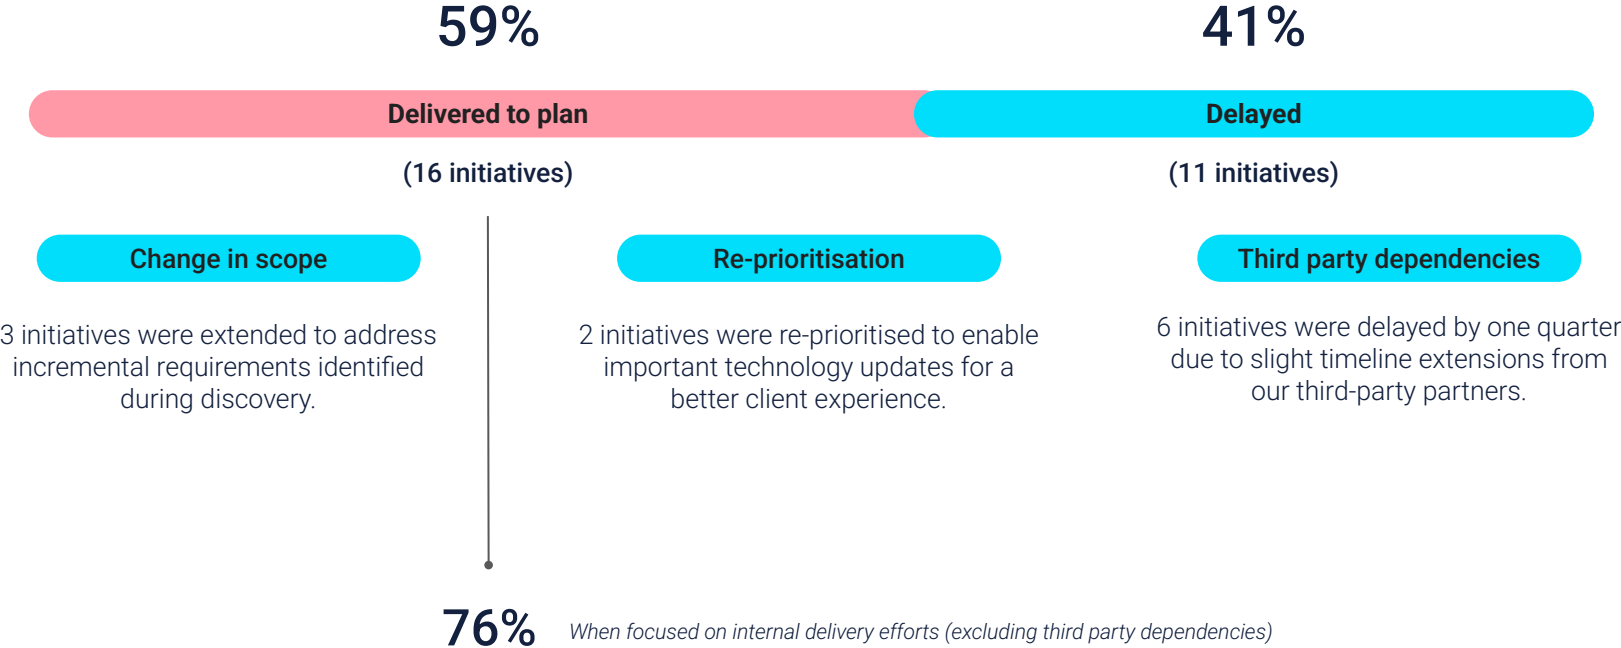 59%
41%
Delivered to plan
Delayed
(16 initiatives)
(11 initiatives)
Change in scope
3 initiatives were extended to address
incremental requirements identified
during discovery.
Re-prioritisation
2 initiatives were re-prioritised to enable
important technology updates for a
better client experience.
Third party dependencies
6 initiatives were delayed by one quarter
due to slight timeline extensions from
our third-party partners.
76%
When focused on internal delivery efforts (excluding third party dependencies)